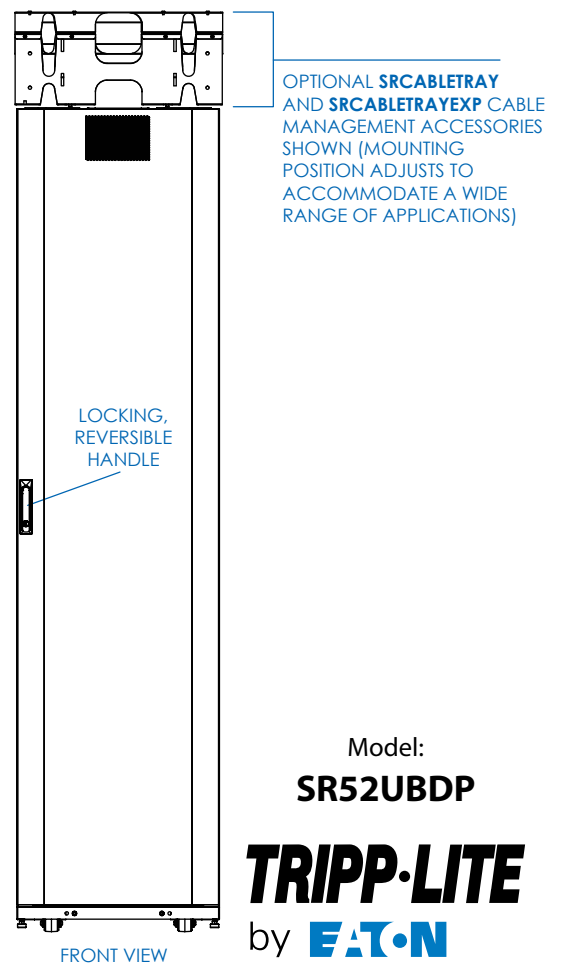 OPTIONAL SRCABLETRAY
AND SRCABLETRAYEXP CABLE
MANAGEMENT ACCESSORIES
SHOWN (MOUNTING
POSITION ADJUSTS TO
ACCOMMODATE A WIDE
RANGE OF APPLICATIONS)
LOCKING,
REVERSIBLE
HANDLE
Model:
SR52UBDP
TRIPP·LITE
by EATON
FRONT VIEW